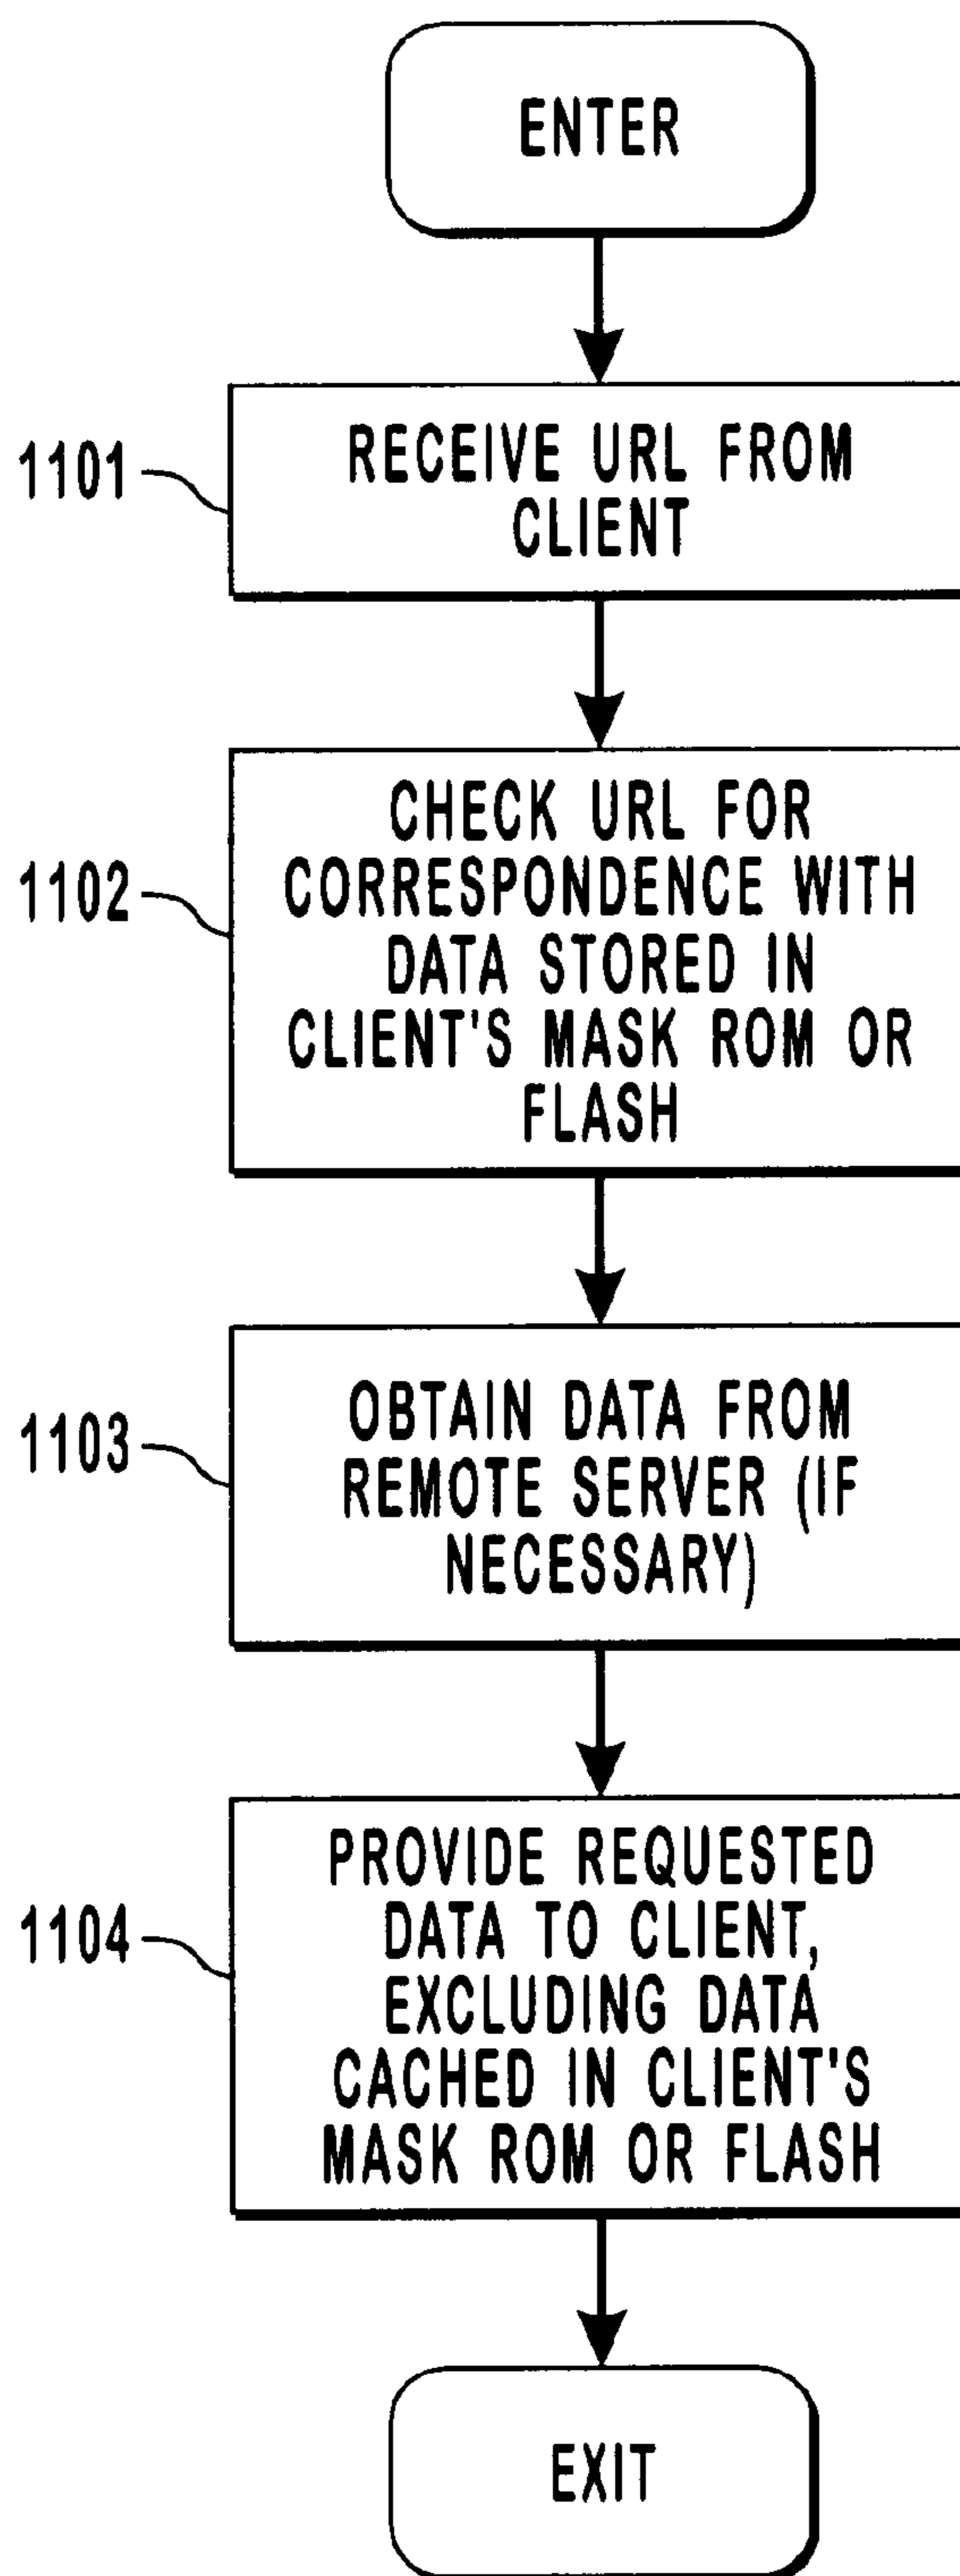 ENTER
1101
RECEIVE URL FROM
CLIENT
1102
CHECK URL FOR
CORRESPONDENCE WITH
DATA STORED IN
CLIENT'S MASK ROM OR
FLASH
1103
OBTAIN DATA FROM
REMOTE SERVER (IF
NECESSARY)
1104
PROVIDE REQUESTED
DATA TO CLIENT,
EXCLUDING DATA
CACHED IN CLIENT'S
MASK ROM OR FLASH
EXIT